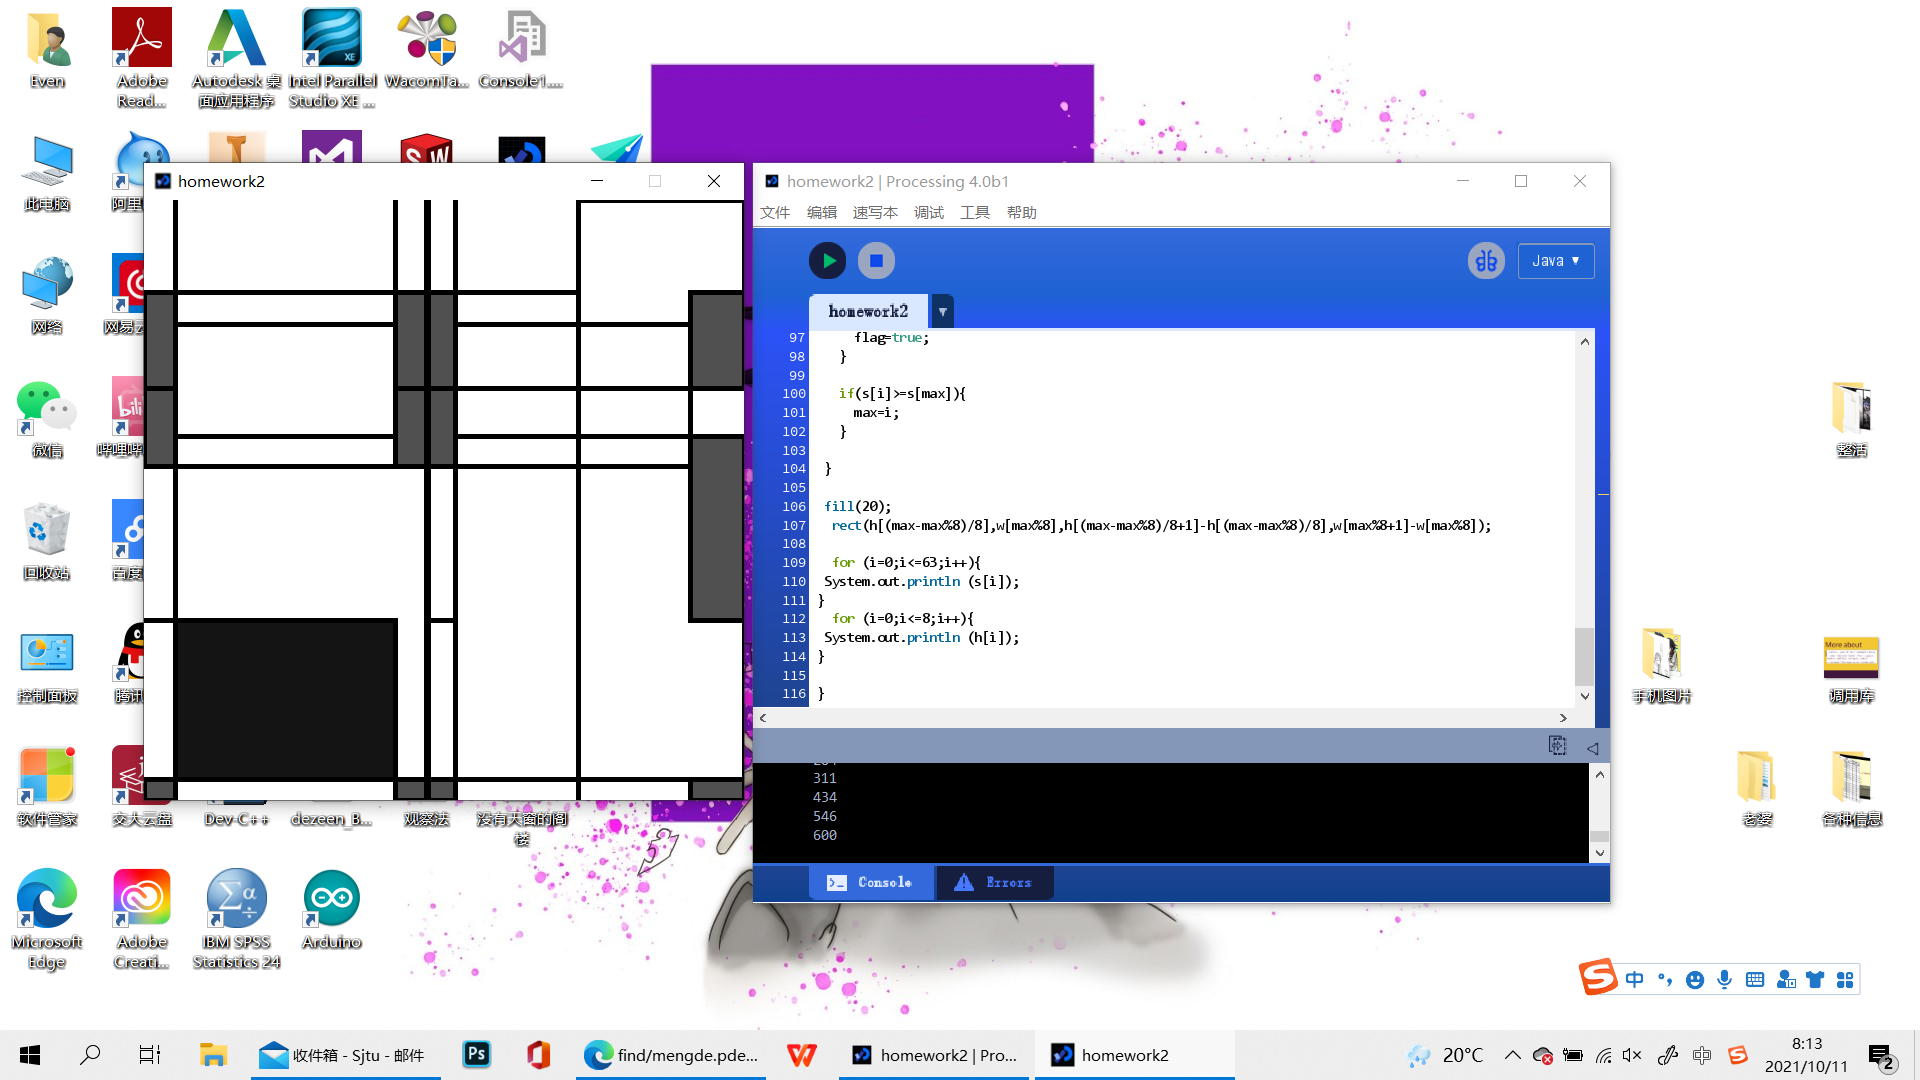 Even
Adobe
Read...
Autodesk 桌
面应用程序
Intel Parallel
Studio XE ...
WacomTa...
Console1....
此电脑
阿里
网络
网易云
微信
哔哩哔
回收站
百度
控制面板
腾讯
软件管家
交大云盘
Dev-C++
dezeen_B...
观察法
没有天窗的阁
楼
Microsoft
Edge
Adobe
Creati...
IBM SPSS
Statistics 24
Arduino
homework2
homework2 | Processing 4.0b1
文件 编辑 速写本 调试 工具 帮助
Java ▼
homework2 ▼
97 flag=true;
98 }
99
100 if(s[i]>=s[max]){
101 max=i;
102 }
103
104 }
105
106 fill(20);
107 rect(h[(max-max%8)/8],w[max%8],h[(max-max%8)/8+1]-h[(max-max%8)/8],w[max%8+1]-w[max%8]);
108
109 for (i=0;i<=63;i++){
110 System.out.println (s[i]);
111 }
112 for (i=0;i<=8;i++){
113 System.out.println (h[i]);
114 }
115
116 }
311
434
546
600
Console
Errors
整活
手机图片
More about
调用库
老婆
各种信息
中
收件箱 - Sjtu - 邮件
Ps
find/mengde.pde...
homework2 | Pro...
homework2
20°C
中
8:13
2021/10/11
2